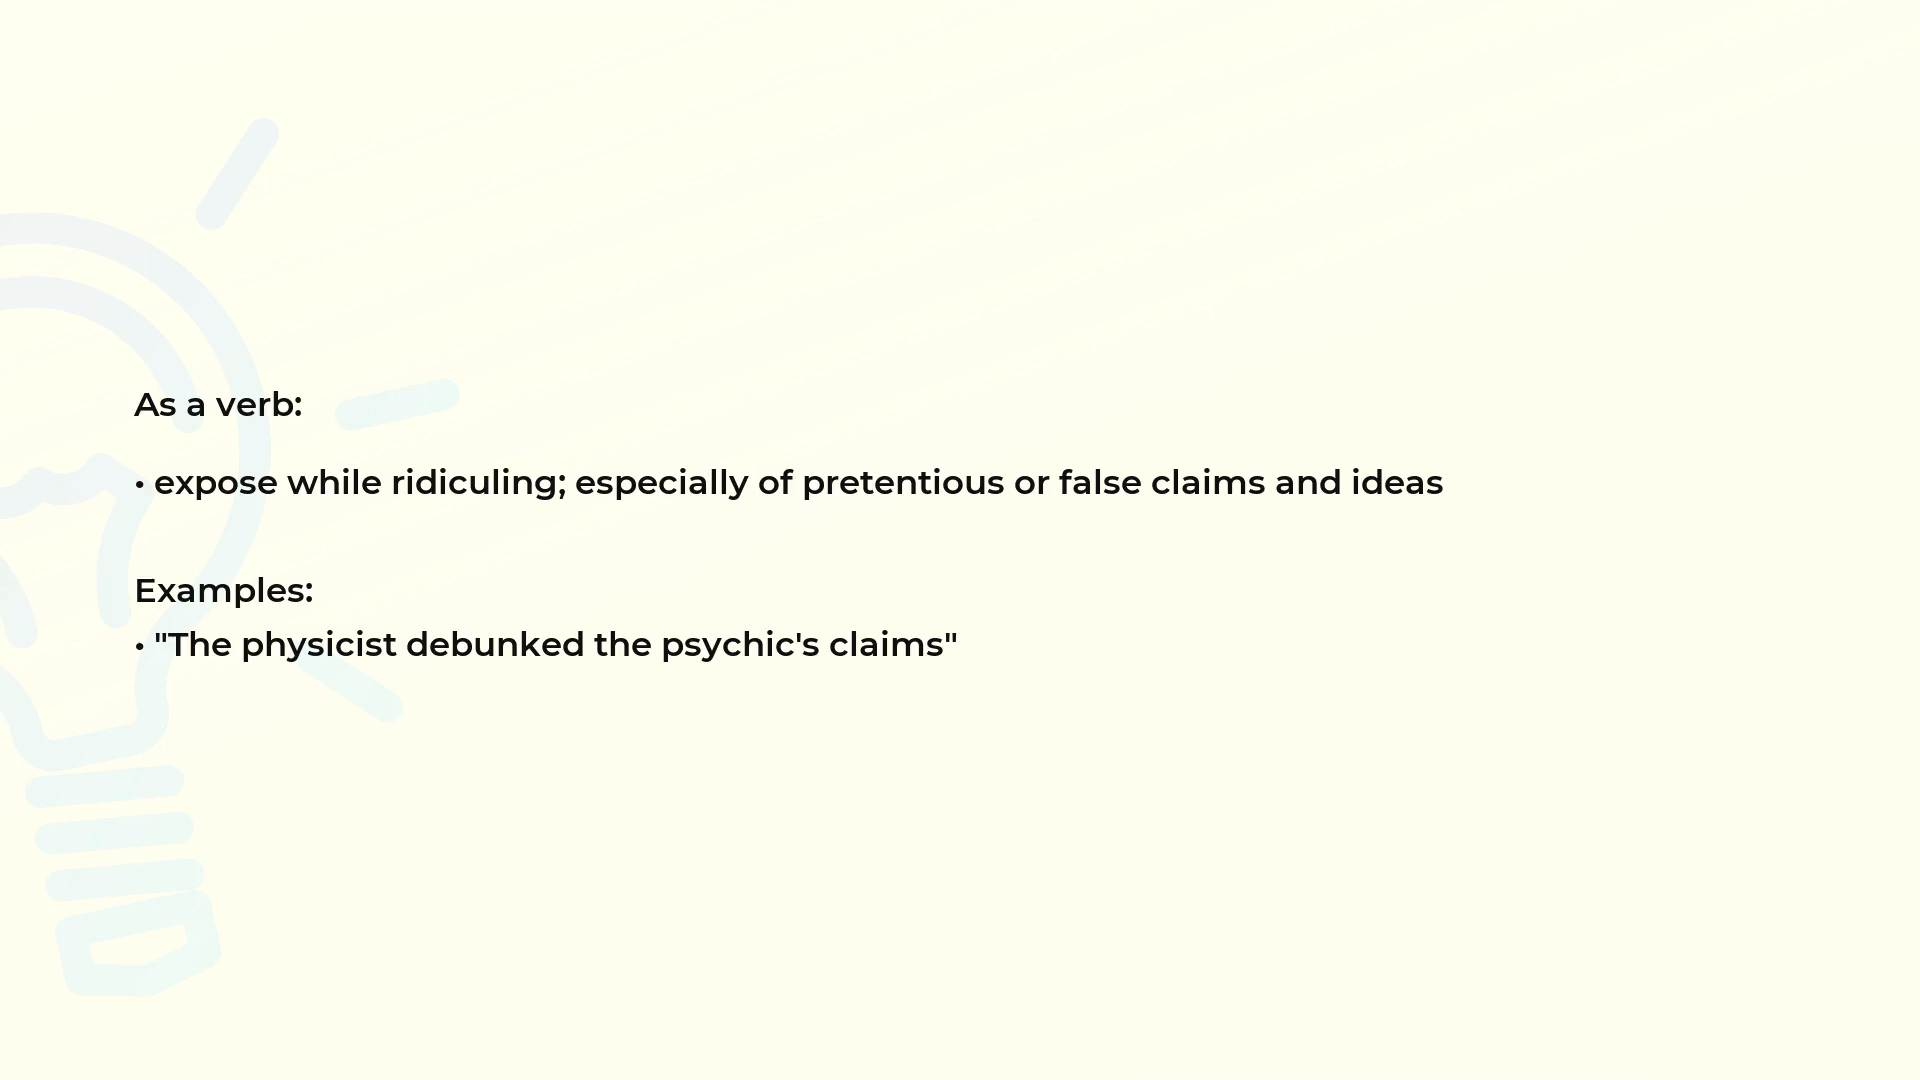 As a verb:
• expose while ridiculing; especially of pretentious or false claims and ideas
Examples:
• "The physicist debunked the psychic's claims"